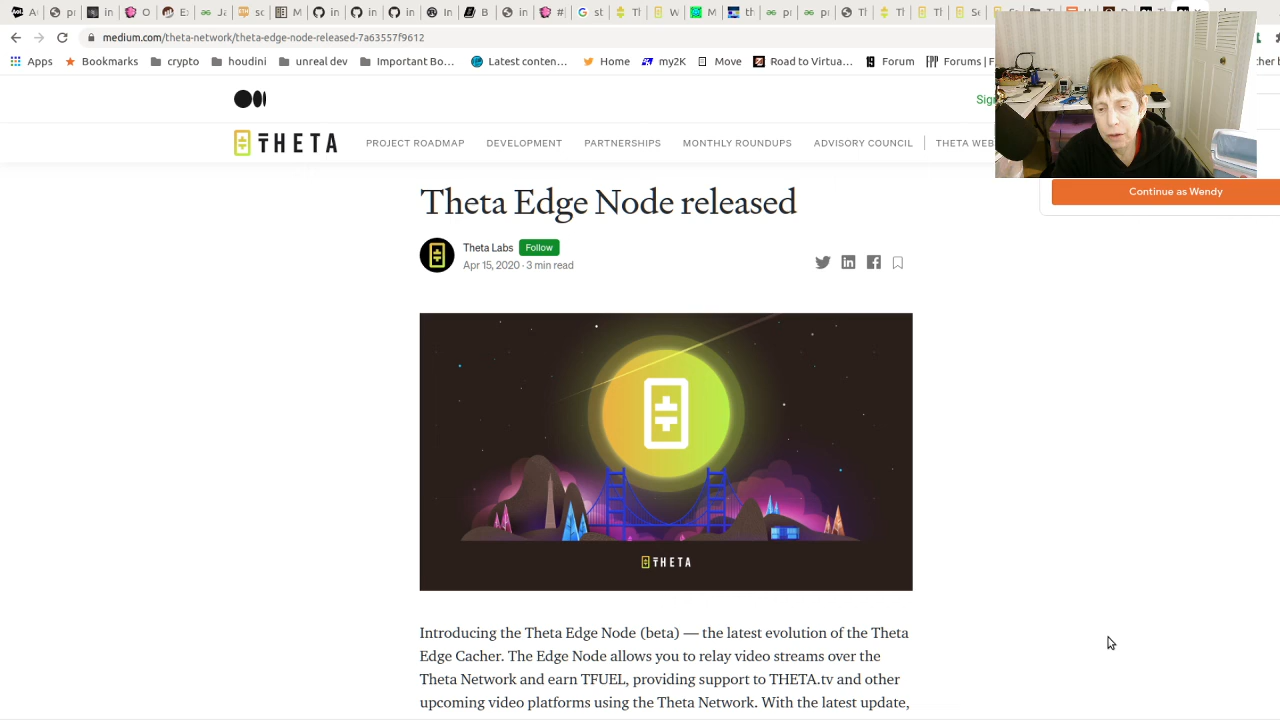 medium.com/theta-network/theta-edge-node-released-7a63557f9612
Apps Bookmarks crypto houdini unreal dev Important Bo… Latest conten… Home my2K Move Road to Virtua… Forum Forums | F
Sign
THETA PROJECT ROADMAP DEVELOPMENT PARTNERSHIPS MONTHLY ROUNDUPS ADVISORY COUNCIL THETA WEB
Continue as Wendy
Theta Edge Node released
Theta Labs Follow
Apr 15, 2020 · 3 min read
THETA
Introducing the Theta Edge Node (beta) — the latest evolution of the Theta
Edge Cacher. The Edge Node allows you to relay video streams over the
Theta Network and earn TFUEL, providing support to THETA.tv and other
upcoming video platforms using the Theta Network. With the latest update,